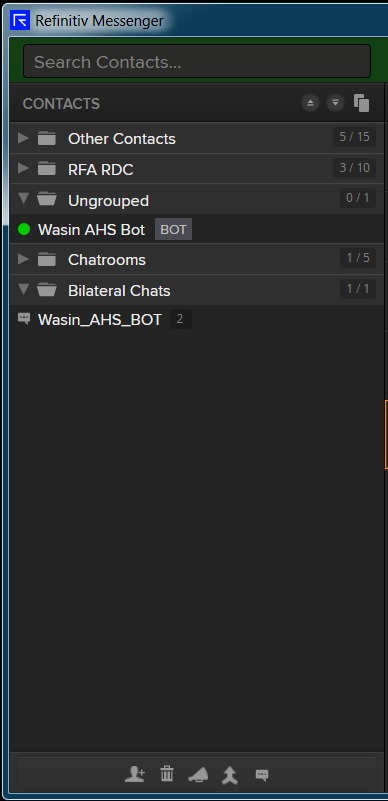 Refinitiv Messenger
Search Contacts...
CONTACTS
Other Contacts 5 / 15
RFA RDC 3 / 10
Ungrouped 0 / 1
Wasin AHS Bot BOT
Chatrooms 1 / 5
Bilateral Chats 1 / 1
Wasin_AHS_BOT 2